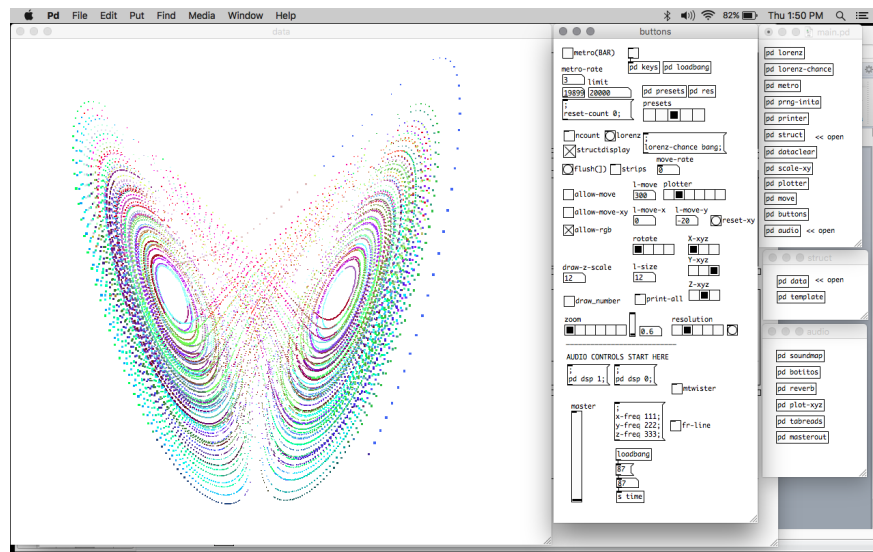 Pd File Edit Put Find Media Window Help
82% Thu 1:50 PM
data
buttons
main.pd
metro(BAR)
metro-rate
pd keys pd loadbang
3 limit
19899 20000
pd presets pd res
;
reset-count 0;
presets
ncount lorenz
;
lorenz-chance bang;
structdisplay
move-rate
flush(]) strips 0
l-move plotter
allow-move 300
allow-move-xy l-move-x l-move-y
0 -20 reset-xy
allow-rgb
rotate X-xyz
draw-z-scale l-size Y-xyz
12 12
Z-xyz
draw_number print-all
zoom resolution
0.6
AUDIO CONTROLS START HERE
;
pd dsp 1;
;
pd dsp 0;
mtwister
master
;
x-freq 111;
y-freq 222;
z-freq 333;
fr-line
loadbang
87
87
s time
pd lorenz
pd lorenz-chance
pd metro
pd prng-inita
pd printer
pd struct << open
pd dataclear
pd scale-xy
pd plotter
pd move
pd buttons
pd audio << open
struct
pd data << open
pd template
audio
pd soundmap
pd botitos
pd reverb
pd plot-xyz
pd tabreads
pd masterout